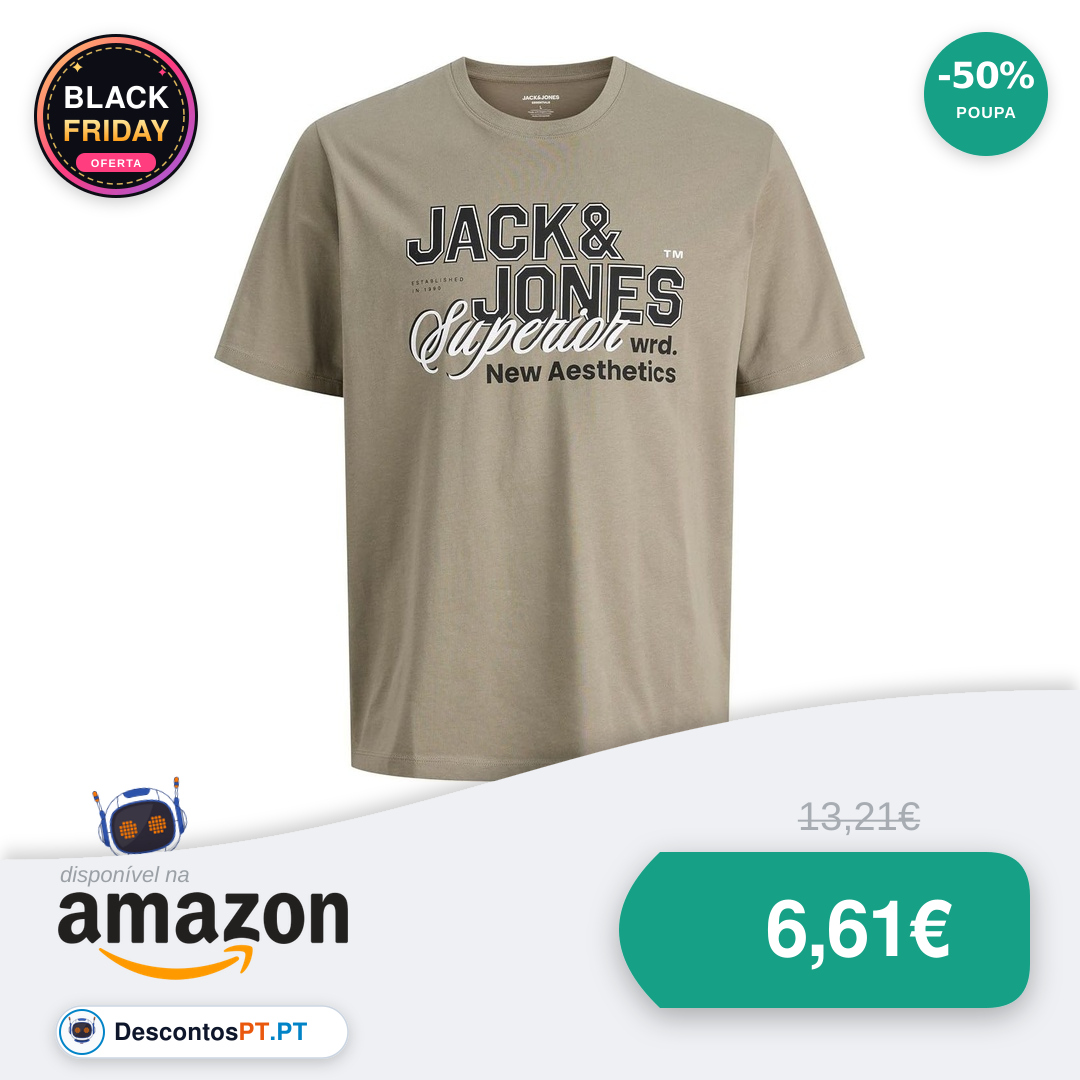 BLACK
FRIDAY
OFERTA
-50%
POUPA
JACK&JONES
JACK&
JONES
TM
ESTABLISHED
IN 1990
Superior
wrd.
New Aesthetics
13,21€
6,61€
disponível na
amazon
DescontosPT.PT